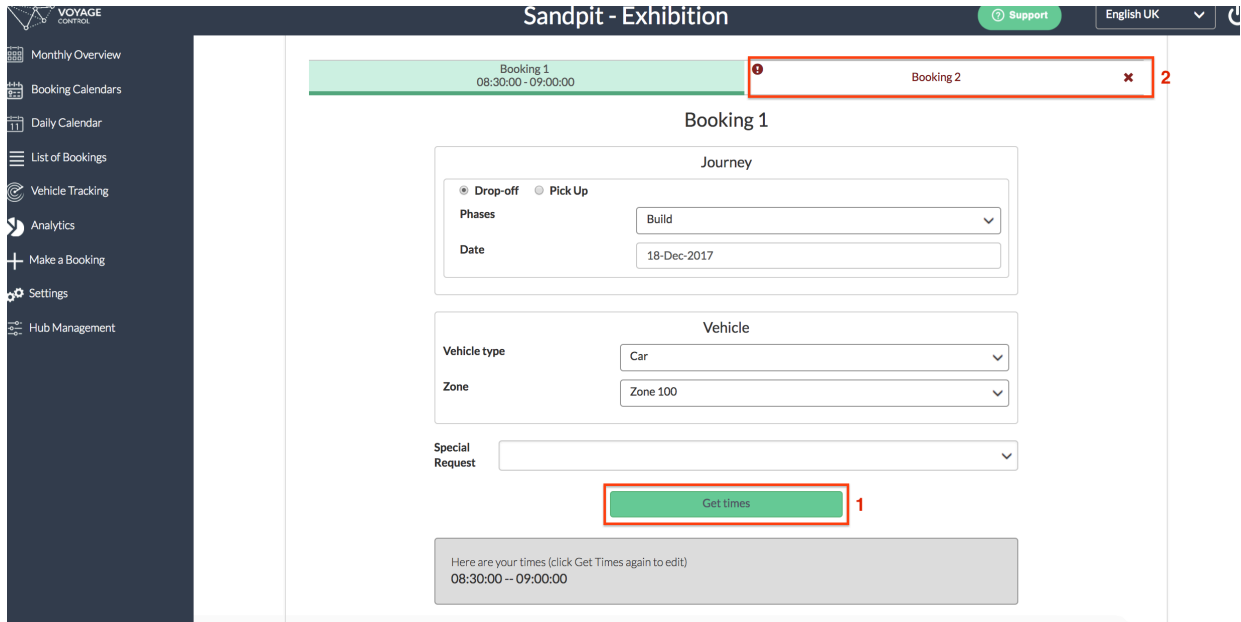 VOYAGE
CONTROL
Sandpit - Exhibition
Support
English UK
Monthly Overview
Booking Calendars
11
Daily Calendar
List of Bookings
Vehicle Tracking
Analytics
Make a Booking
Settings
Hub Management
Booking 1
08:30:00 - 09:00:00
Booking 2
2
Booking 1
Journey
Drop-off Pick Up
Phases Build
Date 18-Dec-2017
Vehicle
Vehicle type Car
Zone Zone 100
Special
Request
Get times
1
Here are your times (click Get Times again to edit)
08:30:00 -- 09:00:00